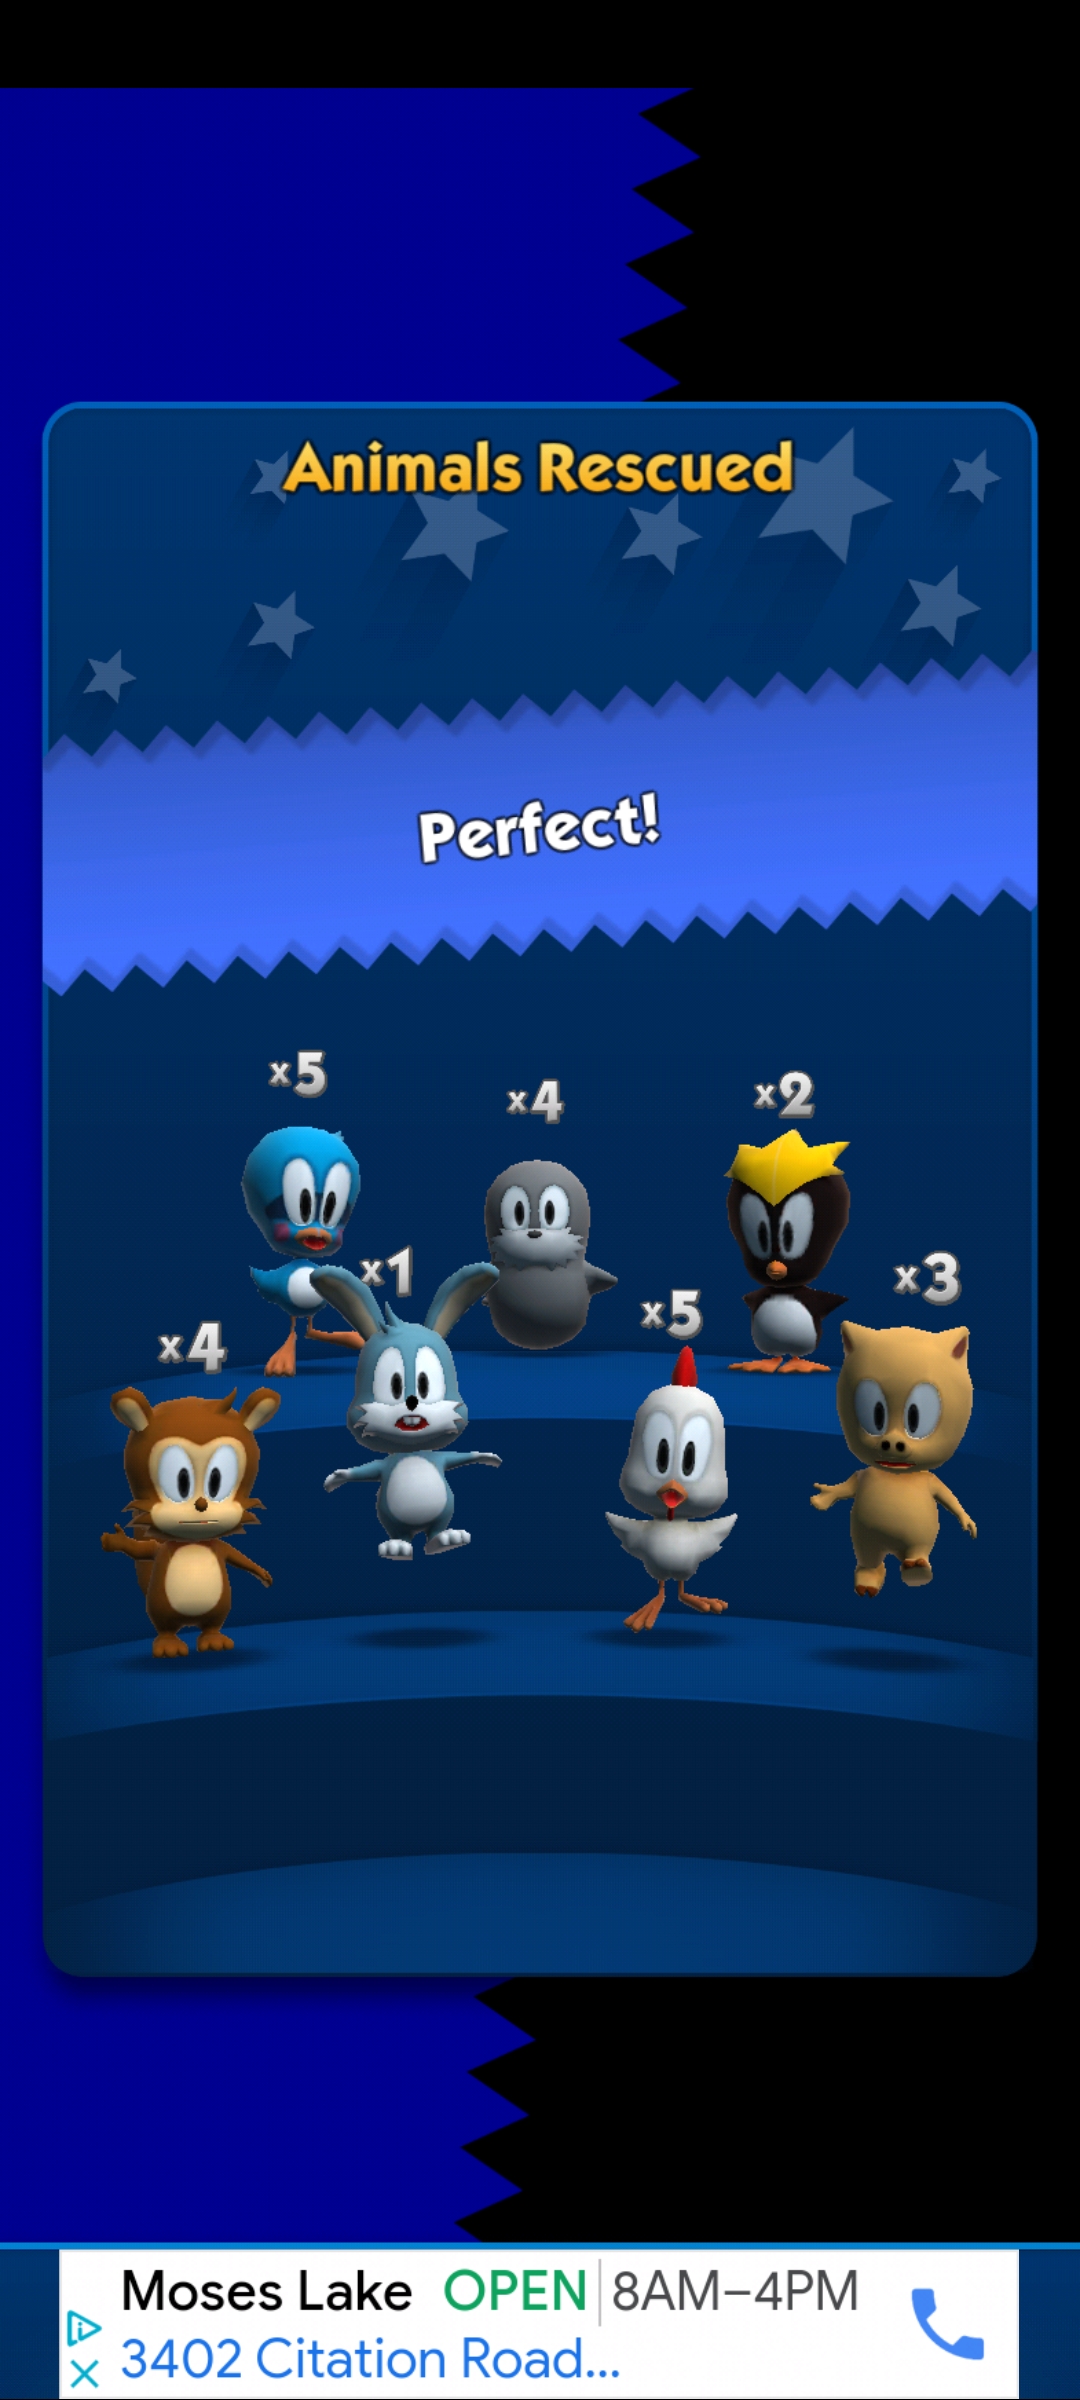 Animals Rescued
Perfect!
x5
x4
x2
x1
x3
x5
x4
Moses Lake OPEN 8AM–4PM
3402 Citation Road...